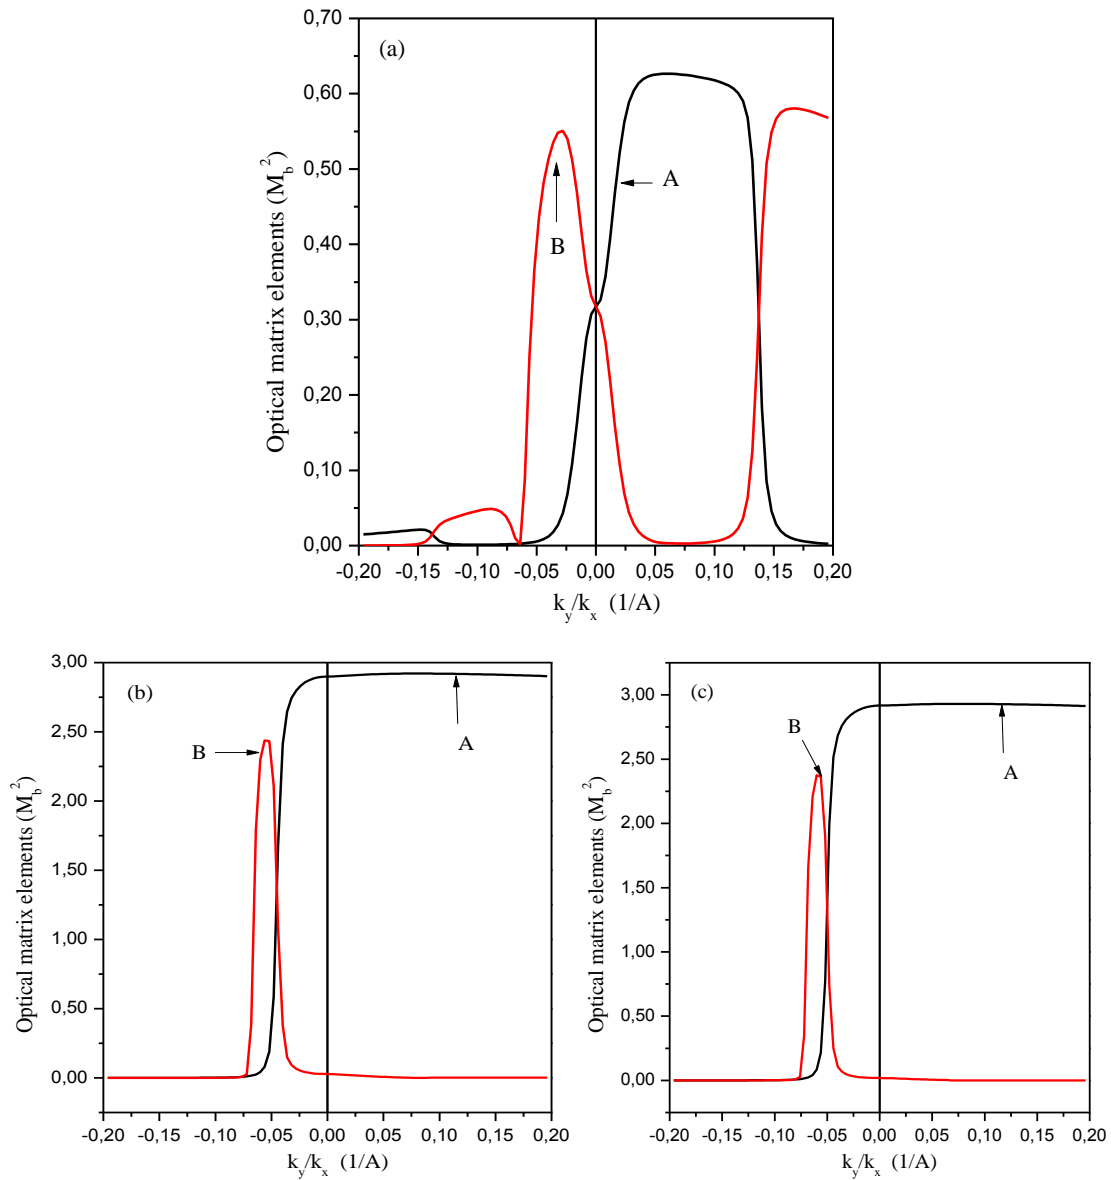 (a)
Optical matrix elements (M_b^2)
0,70
0,60
0,50
0,40
0,30
0,20
0,10
0,00
A
B
-0,20 -0,15 -0,10 -0,05 0,00 0,05 0,10 0,15 0,20
k_y/k_x (1/A)
(b)
Optical matrix elements (M_b^2)
3,00
2,50
2,00
1,50
1,00
0,50
0,00
B
A
-0,20 -0,15 -0,10 -0,05 0,00 0,05 0,10 0,15 0,20
k_y/k_x (1/A)
(c)
Optical matrix elements (M_b^2)
3,00
2,50
2,00
1,50
1,00
0,50
0,00
B
A
-0,20 -0,15 -0,10 -0,05 0,00 0,05 0,10 0,15 0,20
k_y/k_x (1/A)